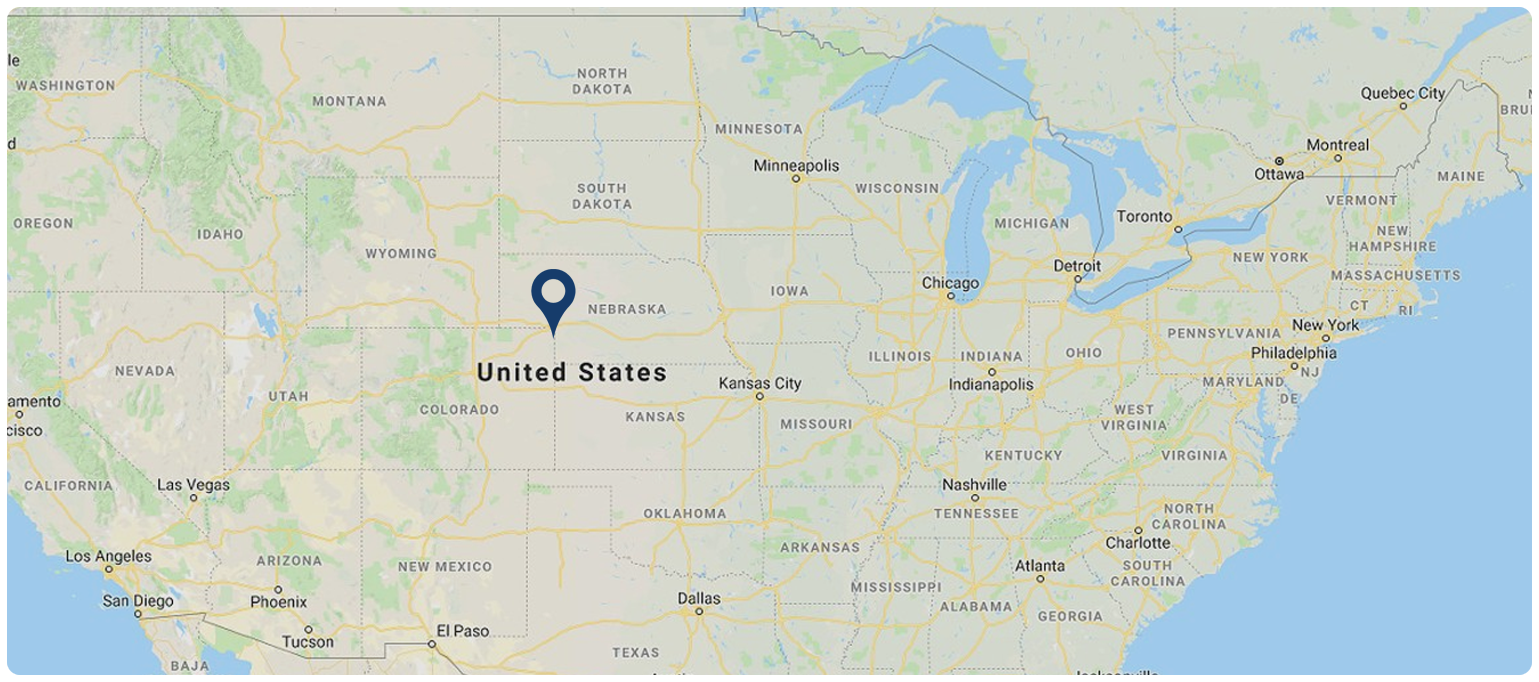 le
WASHINGTON
MONTANA
NORTH
DAKOTA
MINNESOTA
Quebec City
BRU
d
Minneapolis
Montreal
Ottawa
MAINE
SOUTH
DAKOTA
WISCONSIN
VERMONT
OREGON
IDAHO
MICHIGAN
Toronto
NEW
HAMPSHIRE
WYOMING
Detroit
NEW YORK
MASSACHUSETTS
Chicago
IOWA
CT
RI
NEBRASKA
PENNSYLVANIA
New York
NEVADA
United States
ILLINOIS
INDIANA
OHIO
Philadelphia
NJ
Kansas City
Indianapolis
MARYLAND
DE
UTAH
amento
COLORADO
KANSAS
MISSOURI
WEST
VIRGINIA
cisco
KENTUCKY
VIRGINIA
CALIFORNIA
Las Vegas
Nashville
TENNESSEE
OKLAHOMA
NORTH
CAROLINA
Charlotte
Los Angeles
ARIZONA
NEW MEXICO
ARKANSAS
Atlanta
SOUTH
CAROLINA
San Diego
Phoenix
Dallas
MISSISSIPPI
ALABAMA
GEORGIA
Tucson
El Paso
TEXAS
BAJA